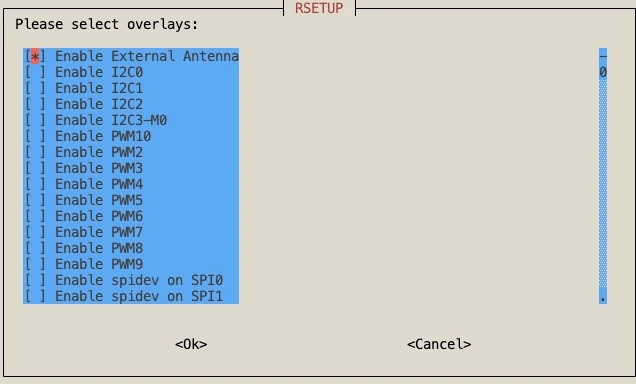 RSETUP
Please select overlays:
[*] Enable External Antenna
[ ] Enable I2C0
[ ] Enable I2C1
[ ] Enable I2C2
[ ] Enable I2C3-M0
[ ] Enable PWM10
[ ] Enable PWM2
[ ] Enable PWM3
[ ] Enable PWM4
[ ] Enable PWM5
[ ] Enable PWM6
[ ] Enable PWM7
[ ] Enable PWM8
[ ] Enable PWM9
[ ] Enable spidev on SPI0
[ ] Enable spidev on SPI1
<Ok> <Cancel>